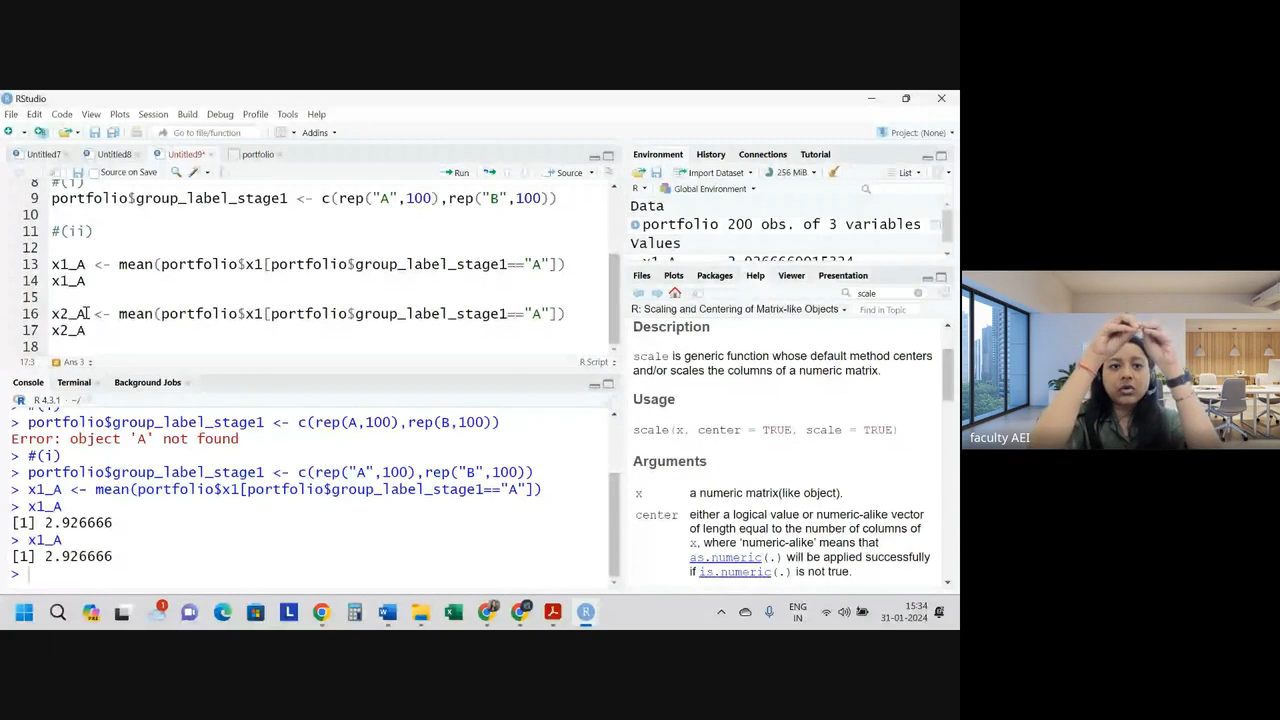 RStudio
File Edit Code View Plots Session Build Debug Profile Tools Help
Go to file/function Addins
Project: (None)
Untitled7 Untitled8 Untitled9* portfolio
Source on Save Run Source
8 #(i)
9 portfolio$group_label_stage1 <- c(rep("A",100),rep("B",100))
10
11 #(ii)
12
13 x1_A <- mean(portfolio$x1[portfolio$group_label_stage1=="A"])
14 x1_A
15
16 x2_A <- mean(portfolio$x1[portfolio$group_label_stage1=="A"])
17 x2_A
18
17:3 Ans 3 R Script
Console Terminal Background Jobs
R 4.3.1 · ~/
> #(i)
> portfolio$group_label_stage1 <- c(rep(A,100),rep(B,100))
Error: object 'A' not found
> #(i)
> portfolio$group_label_stage1 <- c(rep("A",100),rep("B",100))
> x1_A <- mean(portfolio$x1[portfolio$group_label_stage1=="A"])
> x1_A
[1] 2.926666
> x1_A
[1] 2.926666
>
Environment History Connections Tutorial
Import Dataset 256 MiB List
R Global Environment
Data
portfolio 200 obs. of 3 variables
Values
Files Plots Packages Help Viewer Presentation
scale
R: Scaling and Centering of Matrix-like Objects Find in Topic
Description
scale is generic function whose default method centers
and/or scales the columns of a numeric matrix.
Usage
scale(x, center = TRUE, scale = TRUE)
Arguments
x a numeric matrix(like object).
center either a logical value or numeric-alike vector
of length equal to the number of columns of
x, where 'numeric-alike' means that
as.numeric(.) will be applied successfully
if is.numeric(.) is not true.
faculty AEI
ENG
IN
15:34
31-01-2024